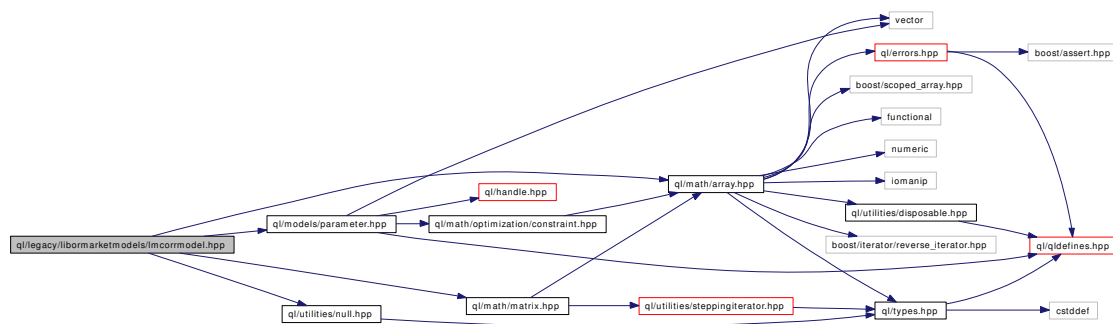 vector
ql/errors.hpp
boost/assert.hpp
boost/scoped_array.hpp
functional
numeric
ql/math/array.hpp
iomanip
ql/handle.hpp
ql/utilities/disposable.hpp
ql/models/parameter.hpp
ql/math/optimization/constraint.hpp
ql/legacy/libormarketmodels/lmcorrmodel.hpp
boost/iterator/reverse_iterator.hpp
ql/qldefines.hpp
ql/math/matrix.hpp
ql/utilities/steppingiterator.hpp
ql/utilities/null.hpp
ql/types.hpp
cstddef